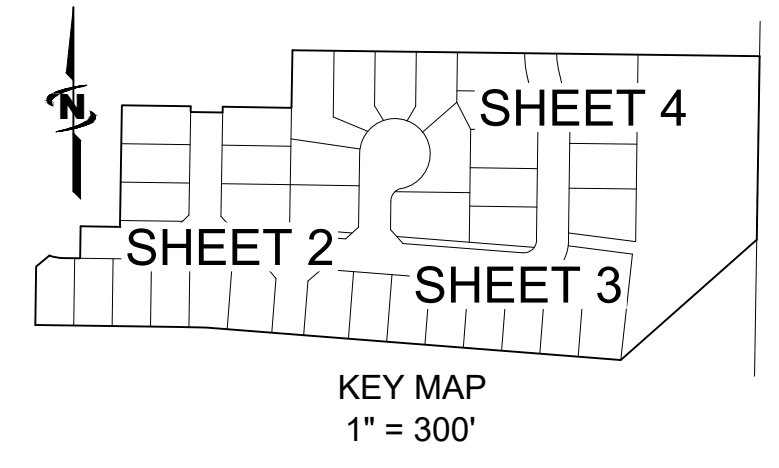 N
SHEET 4
SHEET 2
SHEET 3
KEY MAP
1" = 300'